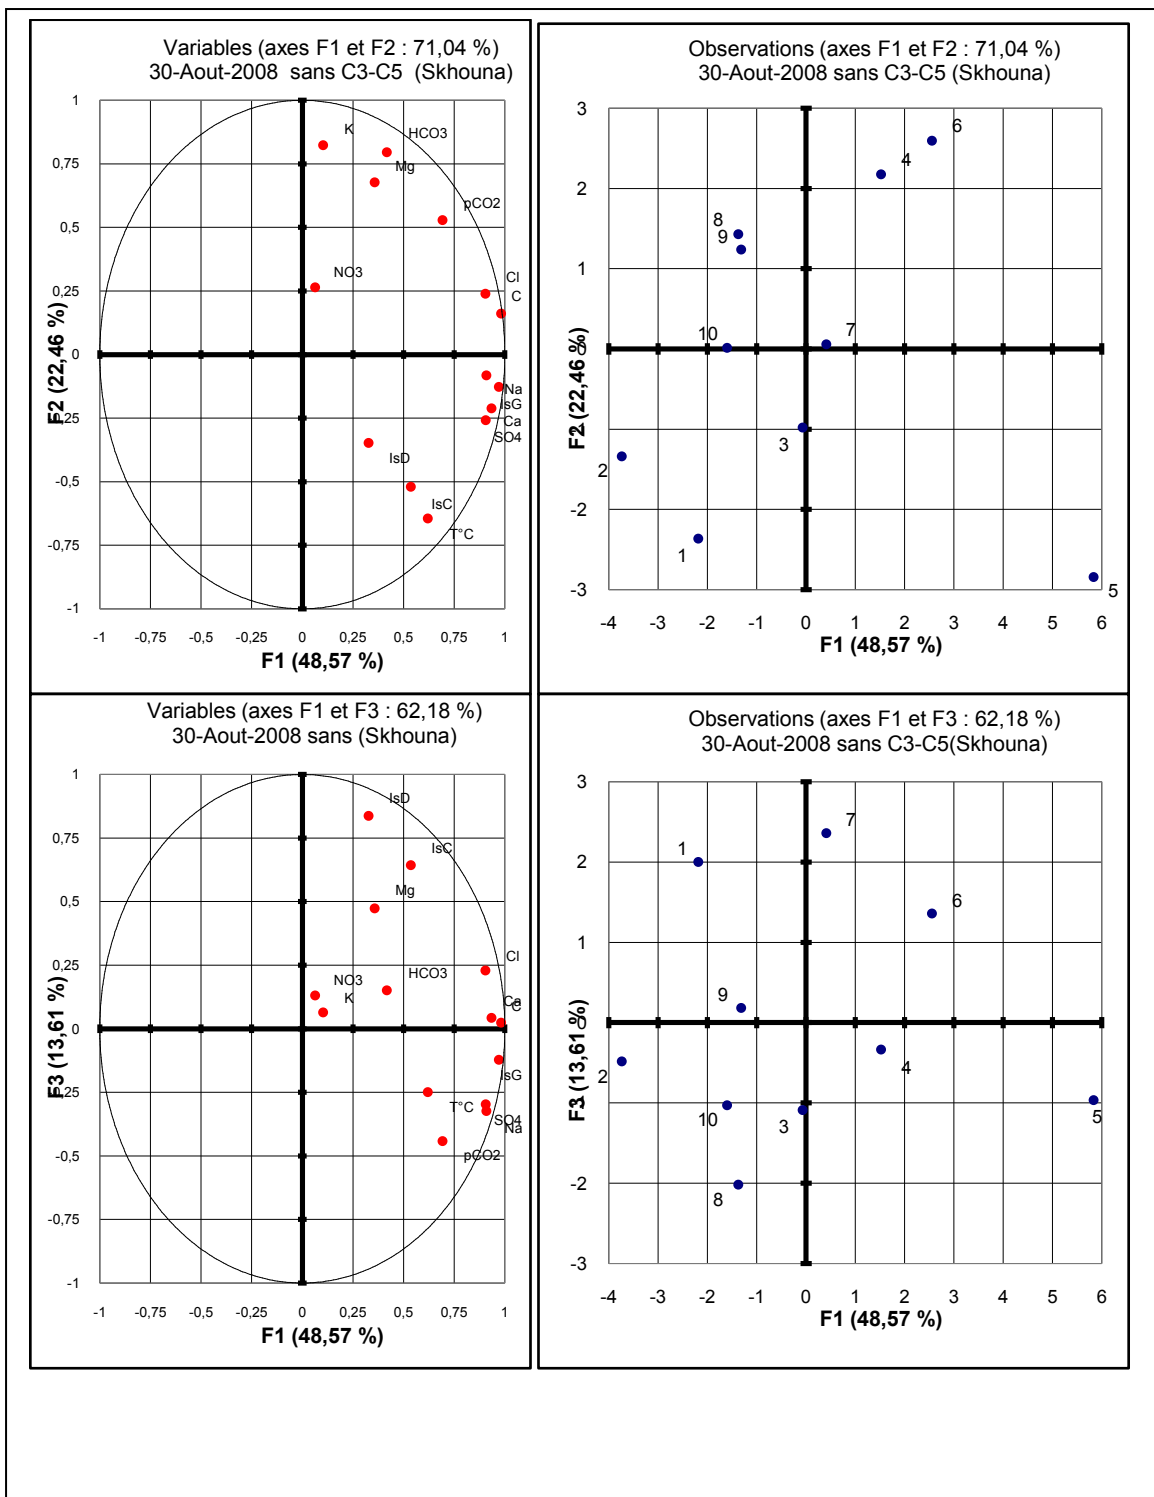 Variables (axes F1 et F2 : 71,04 %)
30-Aout-2008 sans C3-C5 (Skhouna)
1
K
HCO3
0,75
Mg
pCO2
0,5
NO3
Cl
0,25
C
0
Na
IsG
-0,25
Ca
SO4
IsD
-0,5
IsC
T°C
-0,75
-1
F2 (22,46 %)
-1 -0,75 -0,5 -0,25 0 0,25 0,5 0,75 1
F1 (48,57 %)
Observations (axes F1 et F2 : 71,04 %)
30-Aout-2008 sans C3-C5 (Skhouna)
3
6
4
2
8
9
1
10
7
0
-1
3
2
-2
1
-3
5
F2 (22,46 %)
-4 -3 -2 -1 0 1 2 3 4 5 6
F1 (48,57 %)
Variables (axes F1 et F3 : 62,18 %)
30-Aout-2008 sans (Skhouna)
1
IsD
0,75
IsC
Mg
0,5
Cl
0,25
NO3
HCO3
K
Ca
C
0
IsG
-0,25
T°C
SO4
Na
pCO2
-0,5
-0,75
-1
F3 (13,61 %)
-1 -0,75 -0,5 -0,25 0 0,25 0,5 0,75 1
F1 (48,57 %)
Observations (axes F1 et F3 : 62,18 %)
30-Aout-2008 sans C3-C5(Skhouna)
3
7
1
2
6
1
9
0
2
4
-1
10
3
5
8
-2
-3
F3 (13,61 %)
-4 -3 -2 -1 0 1 2 3 4 5 6
F1 (48,57 %)